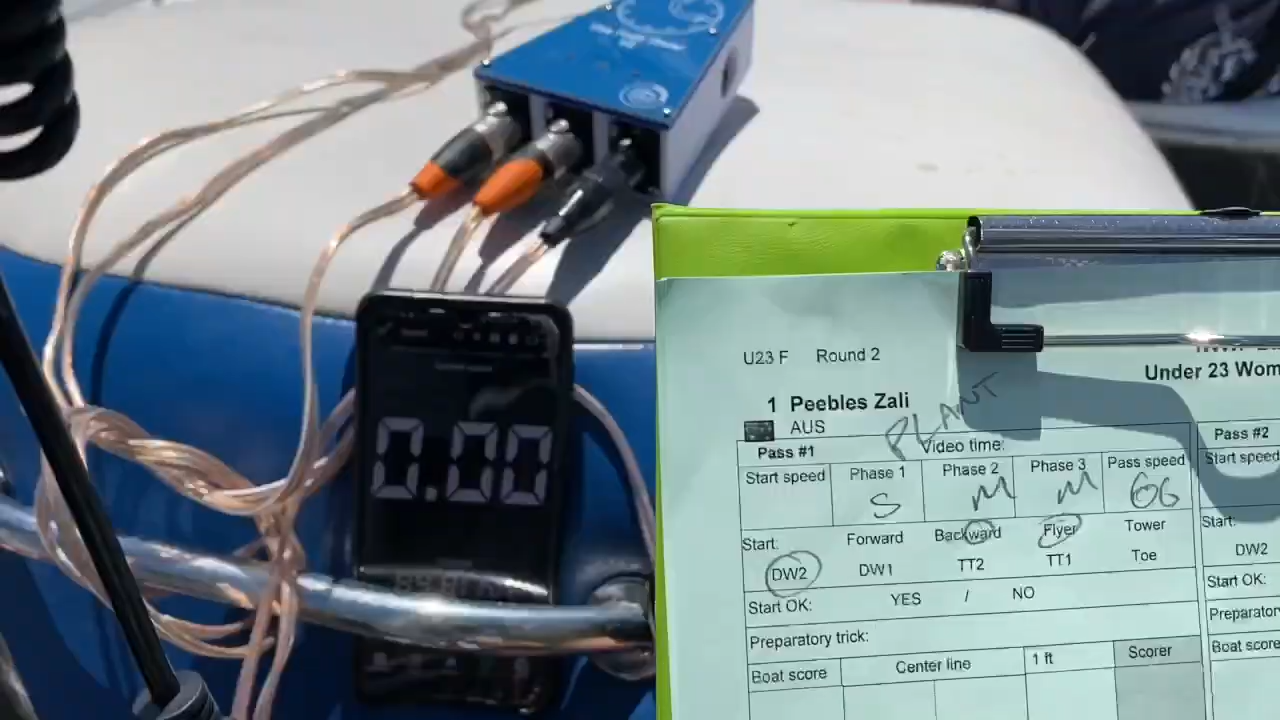 0.00
U23 F Round 2
Under 23 Wom
1 Peebles Zali
AUS
PLANT
Pass #1 Video time:
Pass #2
Start speed Phase 1 Phase 2 Phase 3 Pass speed
Start speed
S M M 66
Start: Forward Backward Flyer Tower
Start:
DW2 DW1 TT2 TT1 Toe
DW2
Start OK: YES / NO
Start OK:
Preparatory trick:
Preparatory
Boat score Center line 1 ft Scorer
Boat score